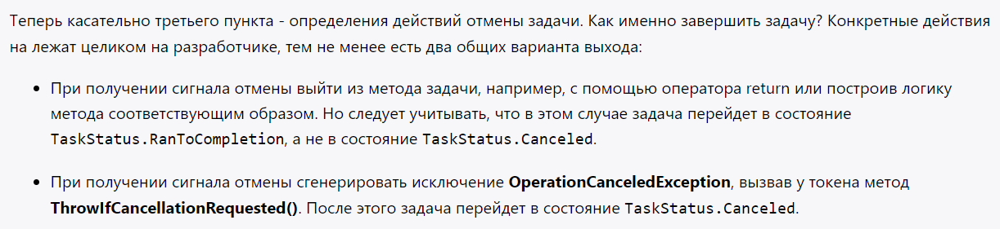 Теперь касательно третьего пункта - определения действий отмены задачи. Как именно завершить задачу? Конкретные действия
на лежат целиком на разработчике, тем не менее есть два общих варианта выхода:
• При получении сигнала отмены выйти из метода задачи, например, с помощью оператора return или построив логику
метода соответствующим образом. Но следует учитывать, что в этом случае задача перейдет в состояние
TaskStatus.RanToCompletion, а не в состояние TaskStatus.Canceled.
• При получении сигнала отмены сгенерировать исключение OperationCanceledException, вызвав у токена метод
ThrowIfCancellationRequested(). После этого задача перейдет в состояние TaskStatus.Canceled.